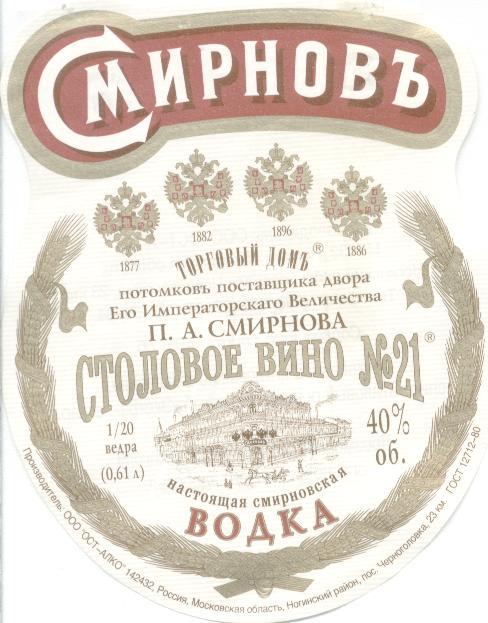 СМИРНОВЪ
1877
1882
1896
1886
ТОРГОВЫЙ ДОМЪ®
потомковъ поставщика двора
Его Императорскаго Величества
П. А. СМИРНОВА
СТОЛОВОЕ ВИНО №21®
1/20
ведра
(0,61 л)
40%
об.
настоящая смирновская
ВОДКА
Производитель: ООО "ОСТ–АЛКО" 142432, Россия, Московская область, Ногинский район, пос. Черноголовка, 23 км. ГОСТ 12712–80